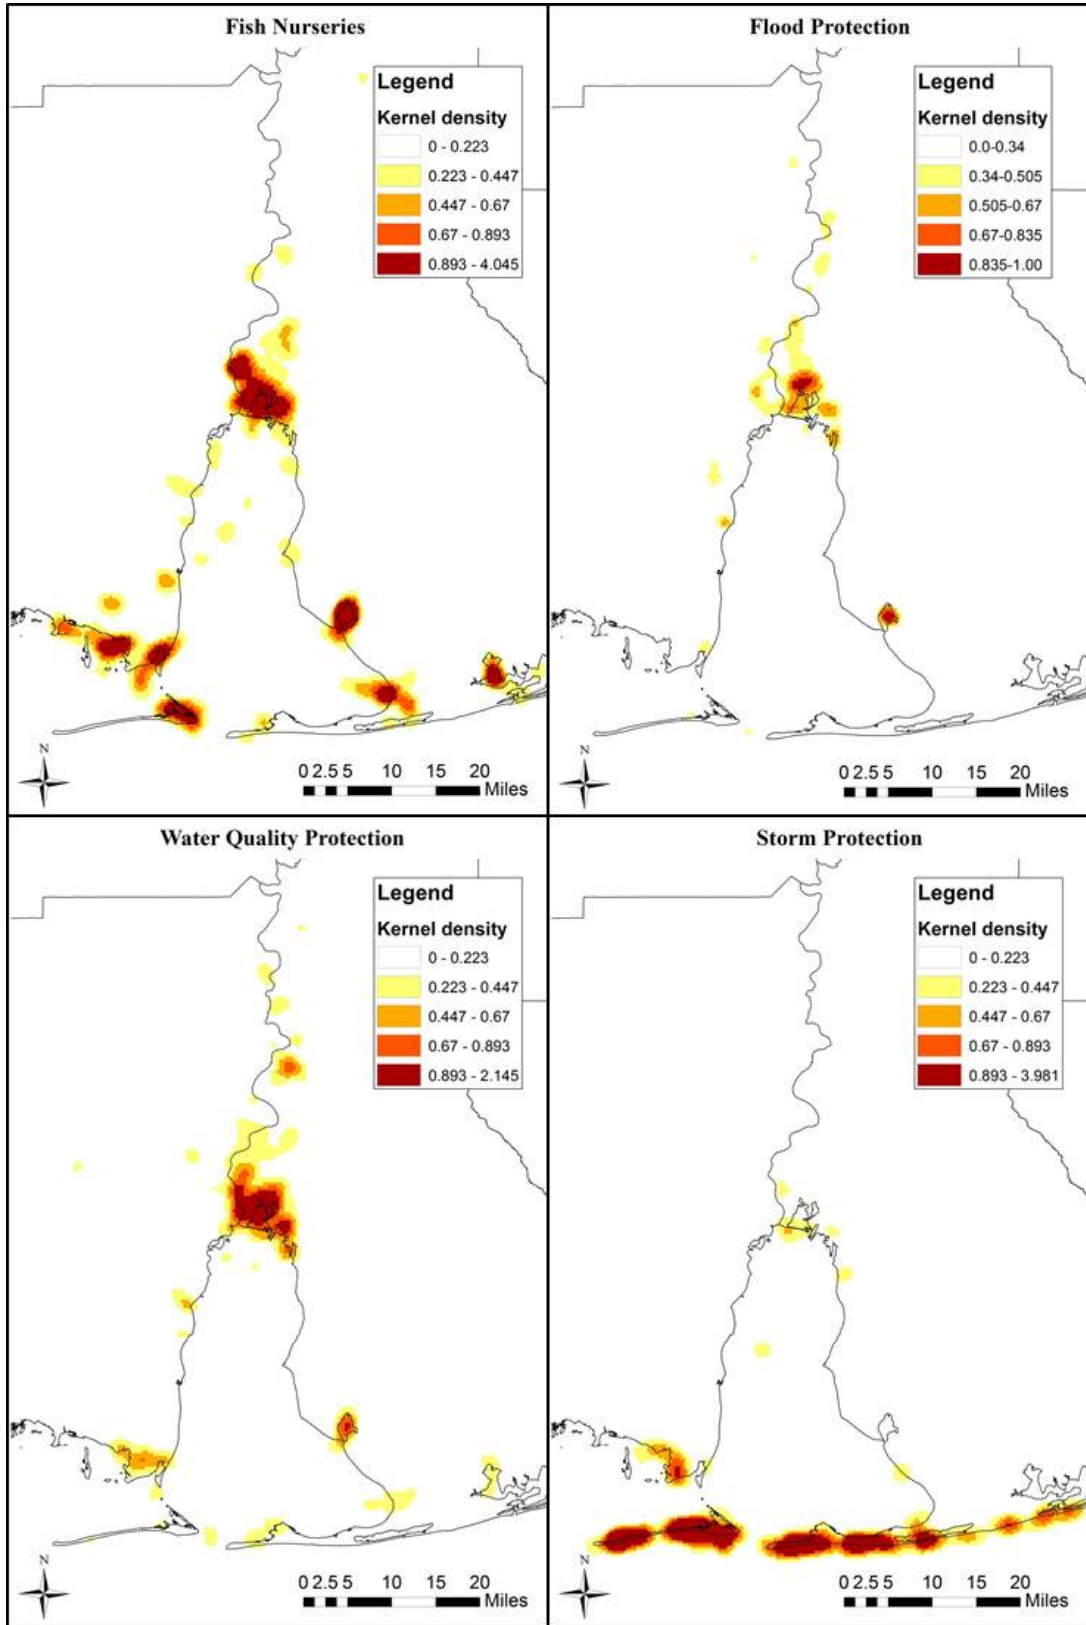 Fish Nurseries
Legend
Kernel density
0 - 0.223
0.223 - 0.447
0.447 - 0.67
0.67 - 0.893
0.893 - 4.045
N
0 2.5 5 10 15 20
Miles
Flood Protection
Legend
Kernel density
0.0-0.34
0.34-0.505
0.505-0.67
0.67-0.835
0.835-1.00
N
0 2.5 5 10 15 20
Miles
Water Quality Protection
Legend
Kernel density
0 - 0.223
0.223 - 0.447
0.447 - 0.67
0.67 - 0.893
0.893 - 2.145
N
0 2.5 5 10 15 20
Miles
Storm Protection
Legend
Kernel density
0 - 0.223
0.223 - 0.447
0.447 - 0.67
0.67 - 0.893
0.893 - 3.981
N
0 2.5 5 10 15 20
Miles